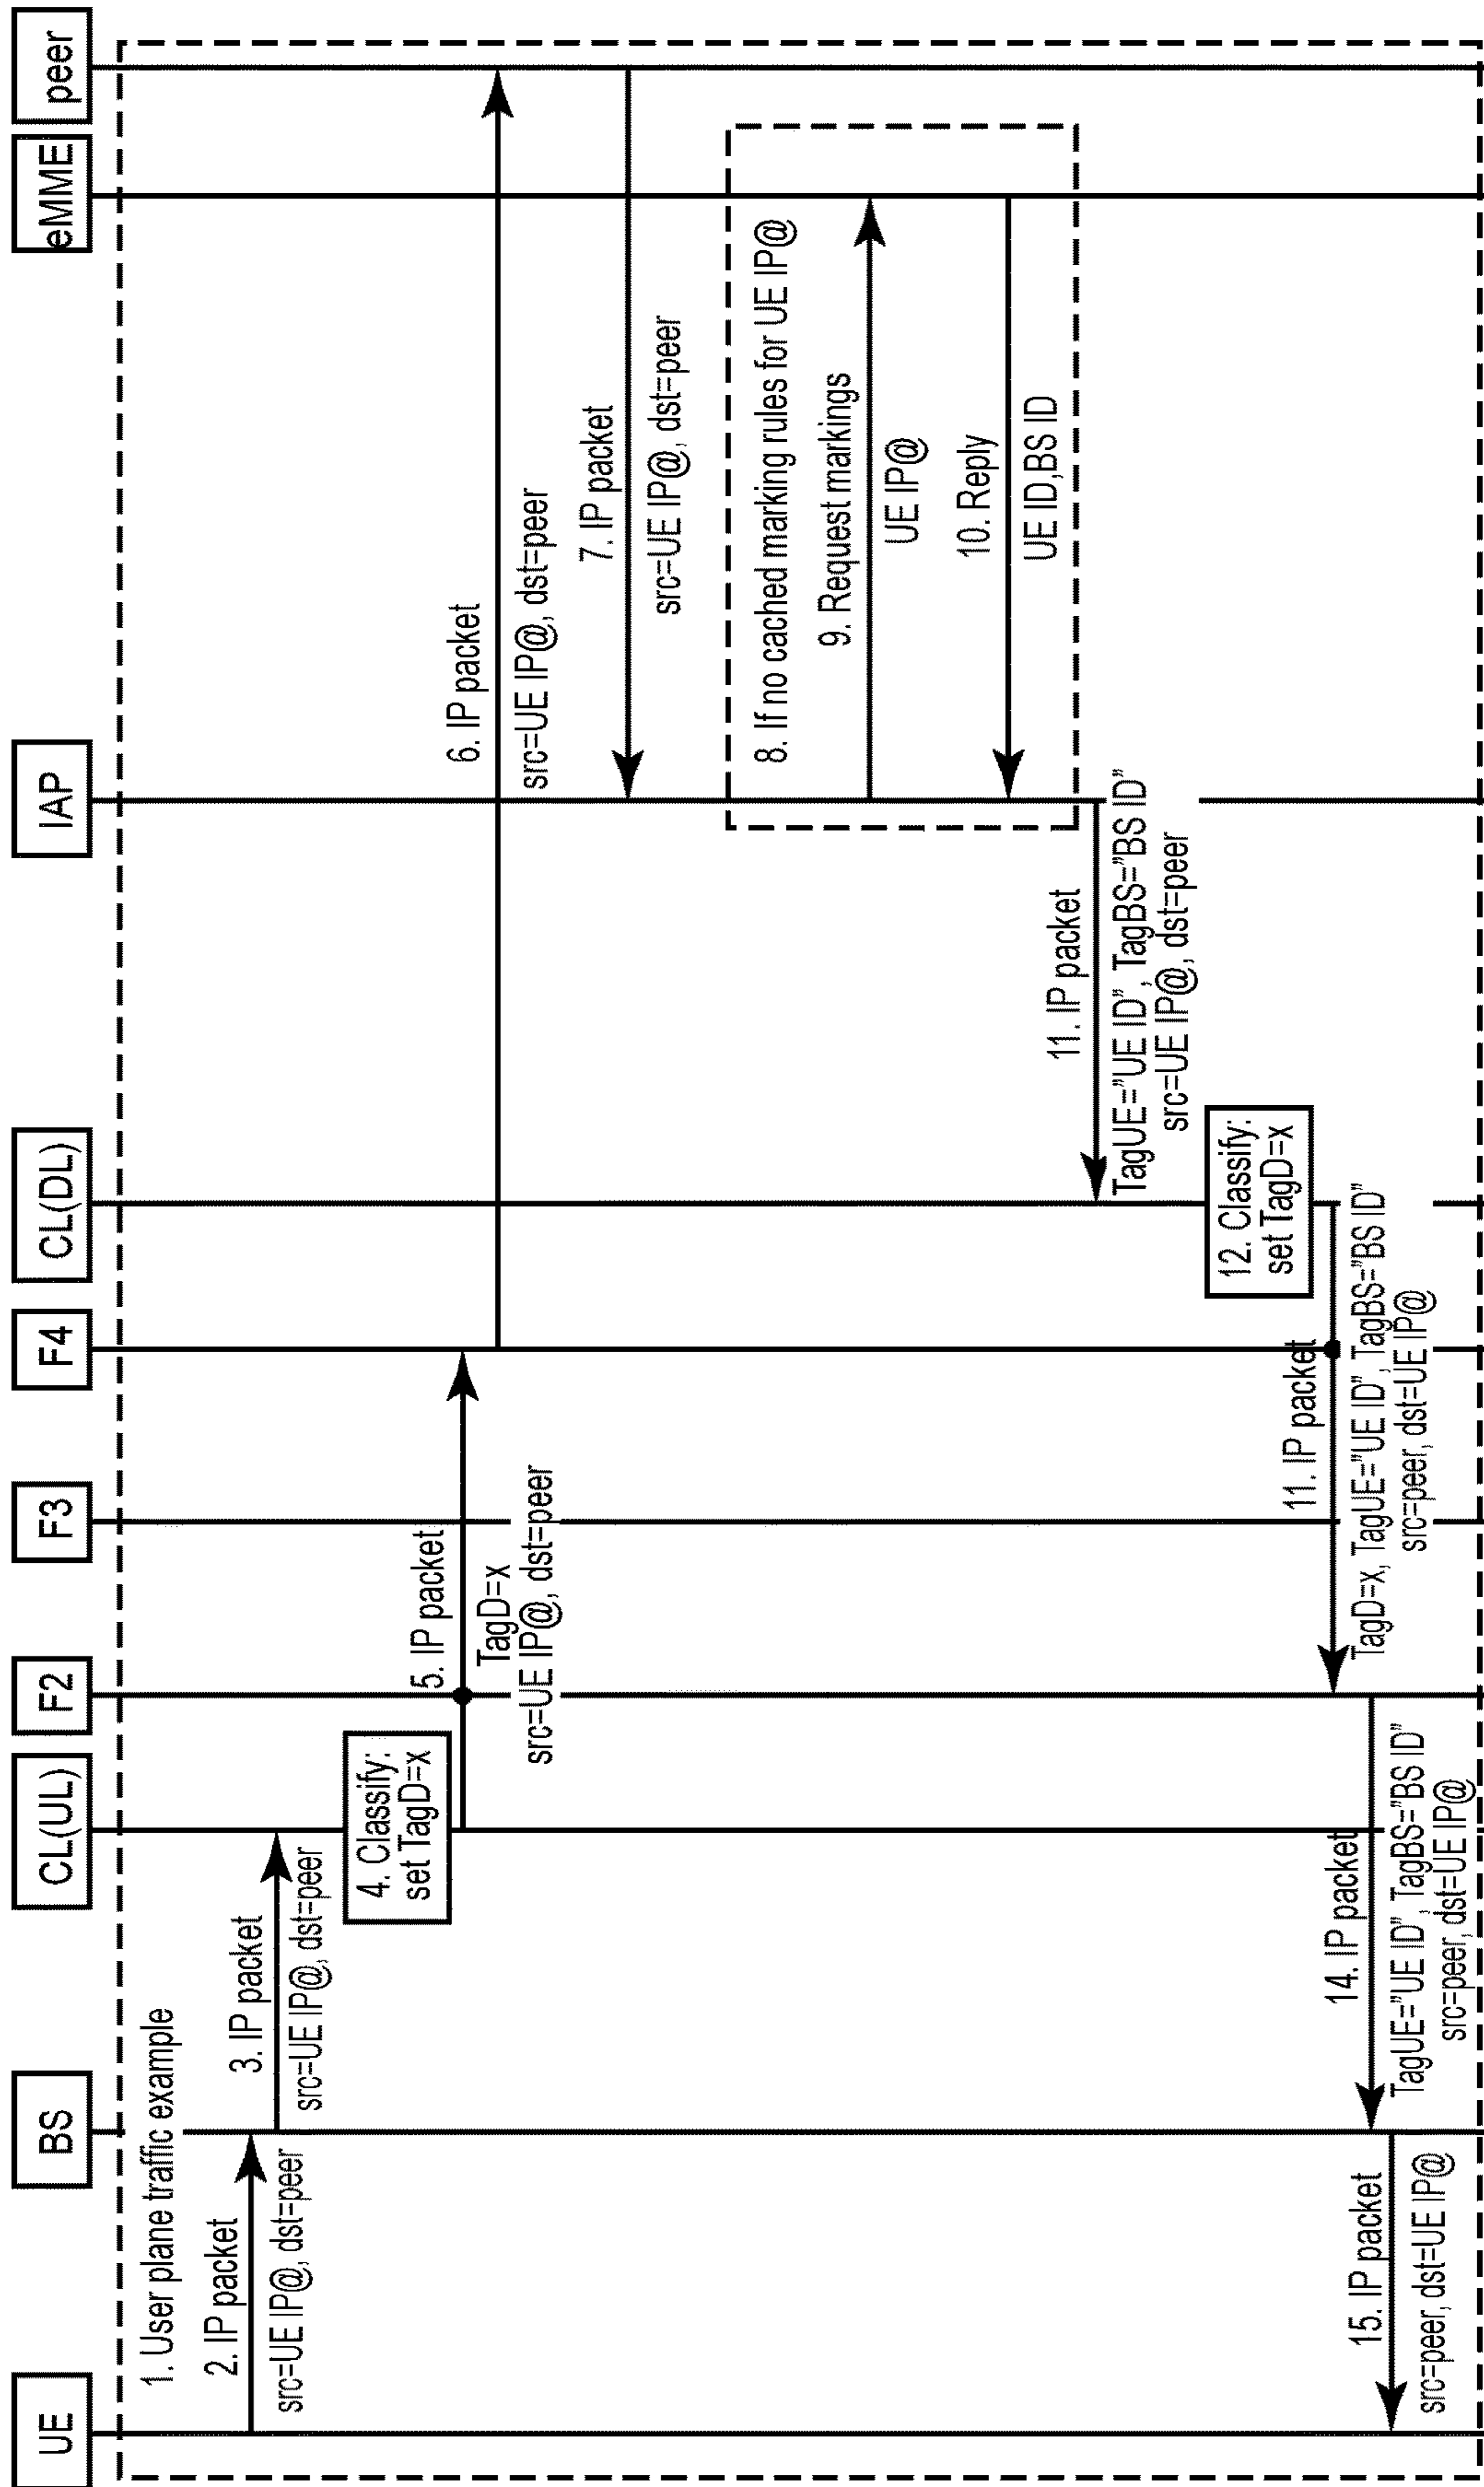 UE
BS
CL(UL)
F2
F3
F4
CL(DL)
IAP
eMME
peer
1. User plane traffic example
2. IP packet
src=UE IP@, dst=peer
3. IP packet
src=UE IP@, dst=peer
4. Classify:
set TagD=x
5. IP packet
TagD=x
src=UE IP@, dst=peer
6. IP packet
src=UE IP@, dst=peer
7. IP packet
src=UE IP@, dst=peer
8. If no cached marking rules for UE IP@
9. Request markings
UE IP@
10. Reply
UE ID,BS ID
11. IP packet
TagUE="UE ID", TagBS="BS ID"
src=UE IP@, dst=peer
12. Classify:
set TagD=x
11. IP packet
TagD=x, TagUE="UE ID", TagBS="BS ID"
src=peer, dst=UE IP@
14. IP packet
TagUE="UE ID", TagBS="BS ID"
src=peer, dst=UE IP@
15. IP packet
src=peer, dst=UE IP@